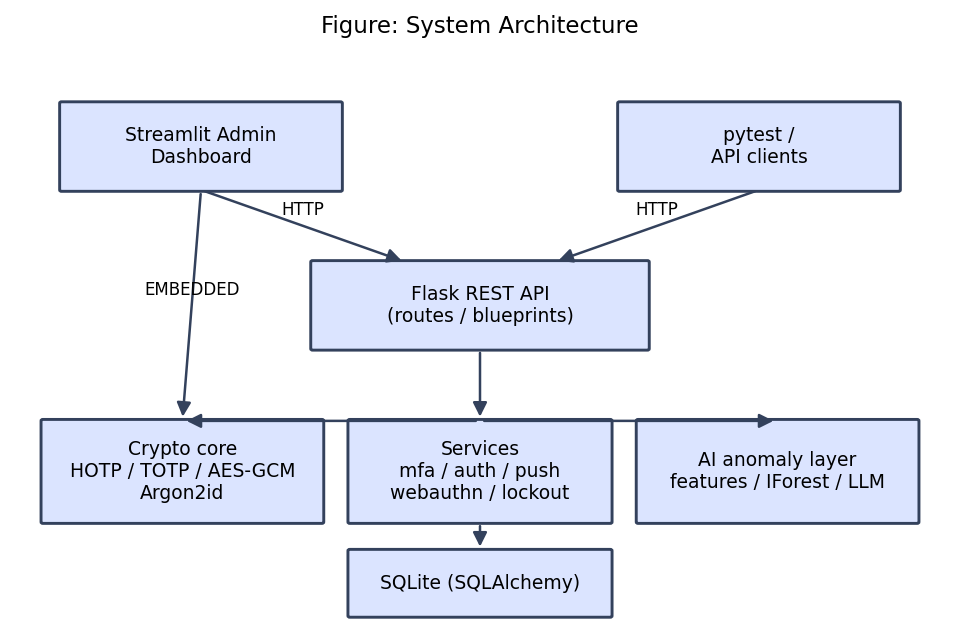 Figure: System Architecture
Streamlit Admin
Dashboard
pytest /
API clients
HTTP
HTTP
EMBEDDED
Flask REST API
(routes / blueprints)
Crypto core
HOTP / TOTP / AES-GCM
Argon2id
Services
mfa / auth / push
webauthn / lockout
AI anomaly layer
features / IForest / LLM
SQLite (SQLAlchemy)